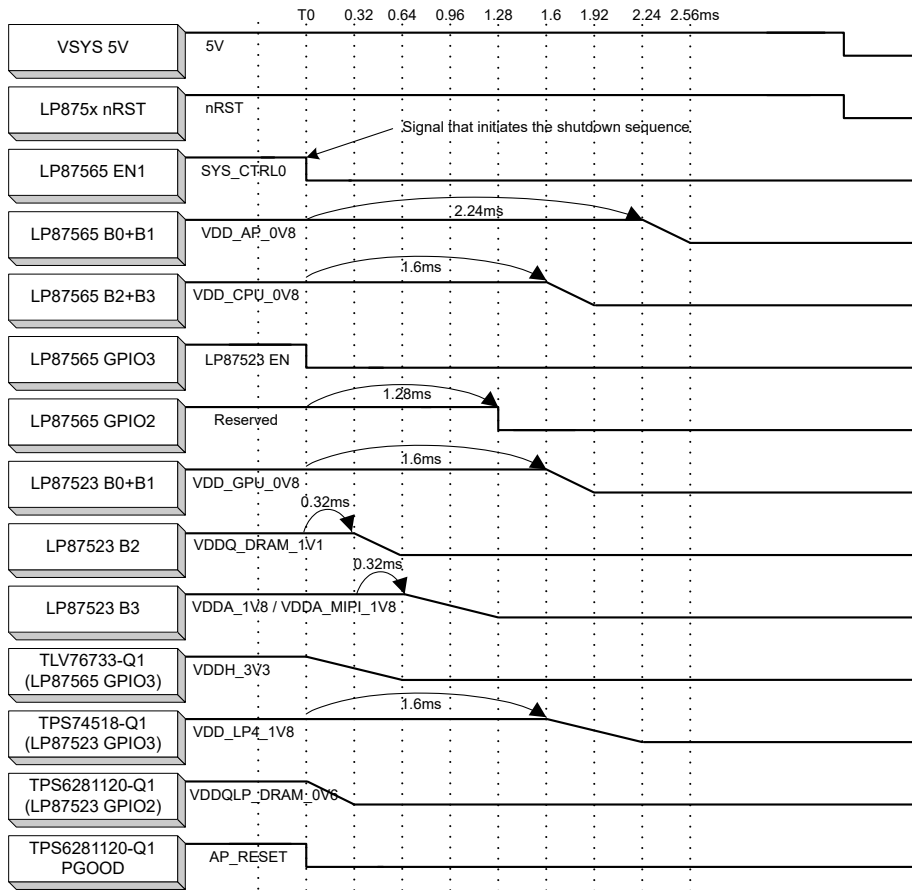 T0 0.32 0.64 0.96 1.28 1.6 1.92 2.24 2.56ms
VSYS 5V
5V
LP875x nRST
nRST
Signal that initiates the shutdown sequence
LP87565 EN1
SYS_CTRL0
LP87565 B0+B1
VDD_AP_0V8
2.24ms
LP87565 B2+B3
VDD_CPU_0V8
1.6ms
LP87565 GPIO3
LP87523 EN
LP87565 GPIO2
Reserved
1.28ms
LP87523 B0+B1
VDD_GPU_0V8
1.6ms
0.32ms
LP87523 B2
VDDQ_DRAM_1V1
0.32ms
LP87523 B3
VDDA_1V8 / VDDA_MIPI_1V8
TLV76733-Q1
(LP87565 GPIO3)
VDDH_3V3
TPS74518-Q1
(LP87523 GPIO3)
VDD_LP4_1V8
1.6ms
TPS6281120-Q1
(LP87523 GPIO2)
VDDQLP_DRAM_0V6
TPS6281120-Q1
PGOOD
AP_RESET